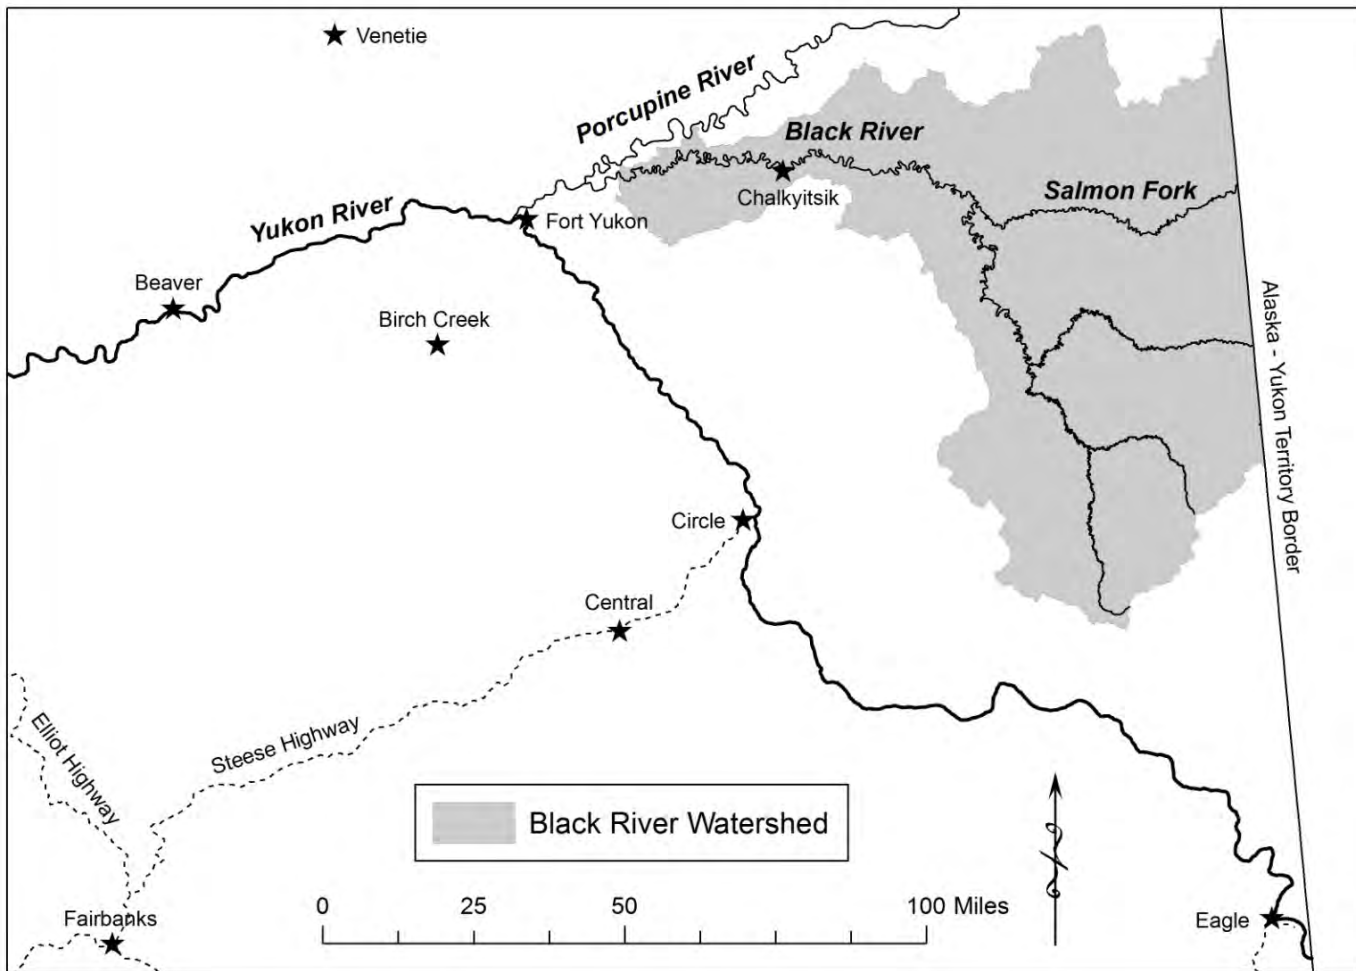 Venetie
Porcupine River
Black River
Chalkyitsik
Salmon Fork
Yukon River
Fort Yukon
Beaver
Birch Creek
Alaska - Yukon Territory Border
Circle
Central
Steese Highway
Elliot Highway
Black River Watershed
Fairbanks
0 25 50 100 Miles
Eagle